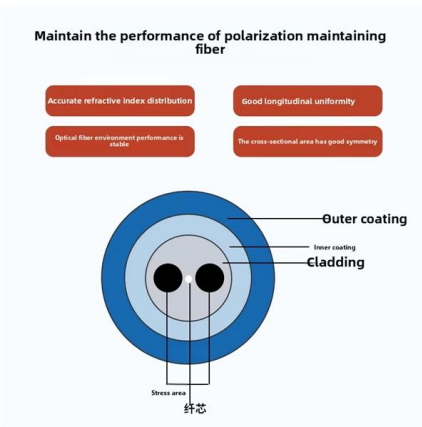 Maintain the performance of polarization maintaining
fiber
Accurate refractive index distribution
Good longitudinal uniformity
Optical fiber environment performance is
stable
The cross-sectional area has good symmetry
Outer coating
Inner coating
Cladding
Stress area
纤芯